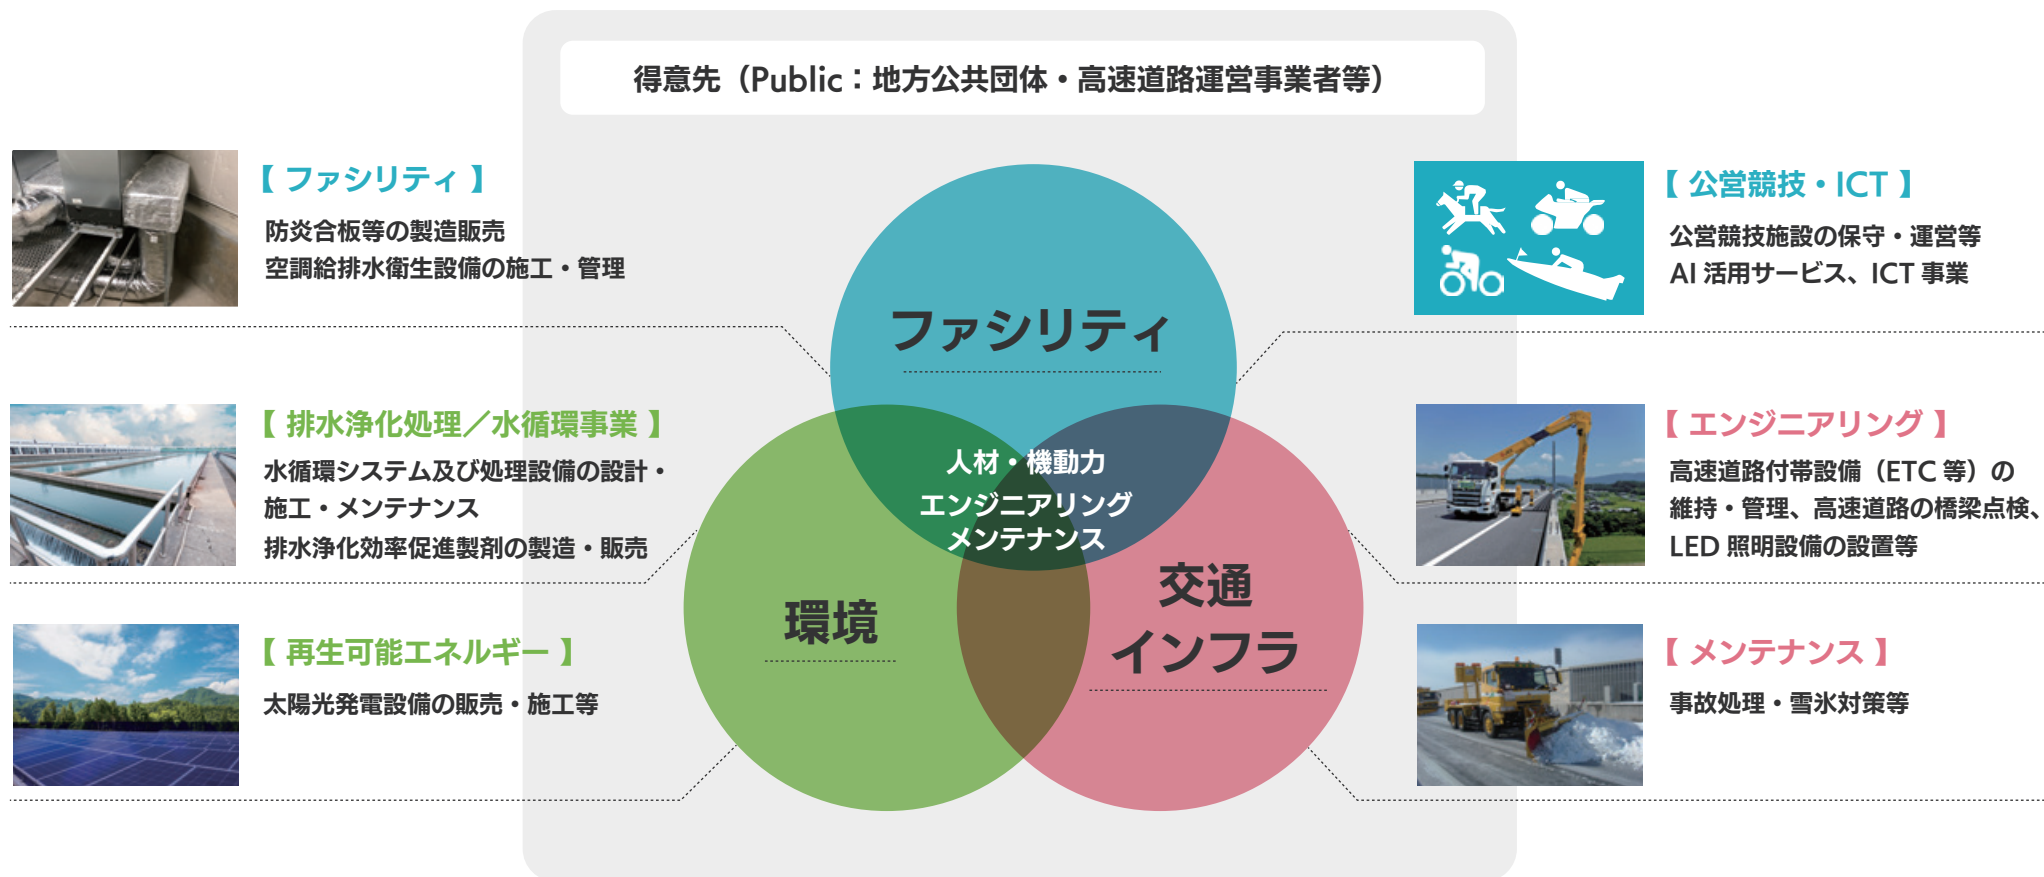 得意先（Public：地方公共団体・高速道路運営事業者等）
【 ファシリティ 】
防炎合板等の製造販売
空調給排水衛生設備の施工・管理
【 排水浄化処理／水循環事業 】
水循環システム及び処理設備の設計・
施工・メンテナンス
排水浄化効率促進製剤の製造・販売
【 再生可能エネルギー 】
太陽光発電設備の販売・施工等
ファシリティ
人材・機動力
エンジニアリング
メンテナンス
環境
交通
インフラ
【 公営競技・ICT 】
公営競技施設の保守・運営等
AI 活用サービス、ICT 事業
【 エンジニアリング 】
高速道路付帯設備（ETC 等）の
維持・管理、高速道路の橋梁点検、
LED 照明設備の設置等
【 メンテナンス 】
事故処理・雪氷対策等